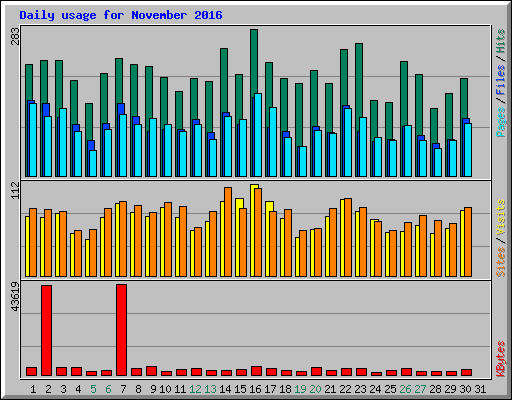 Daily usage for November 2016
283
Pages / Files / Hits
112
Sites / Visits
43619
KBytes
1 2 3 4 5 6 7 8 9 10 11 12 13 14 15 16 17 18 19 20 21 22 23 24 25 26 27 28 29 30 31